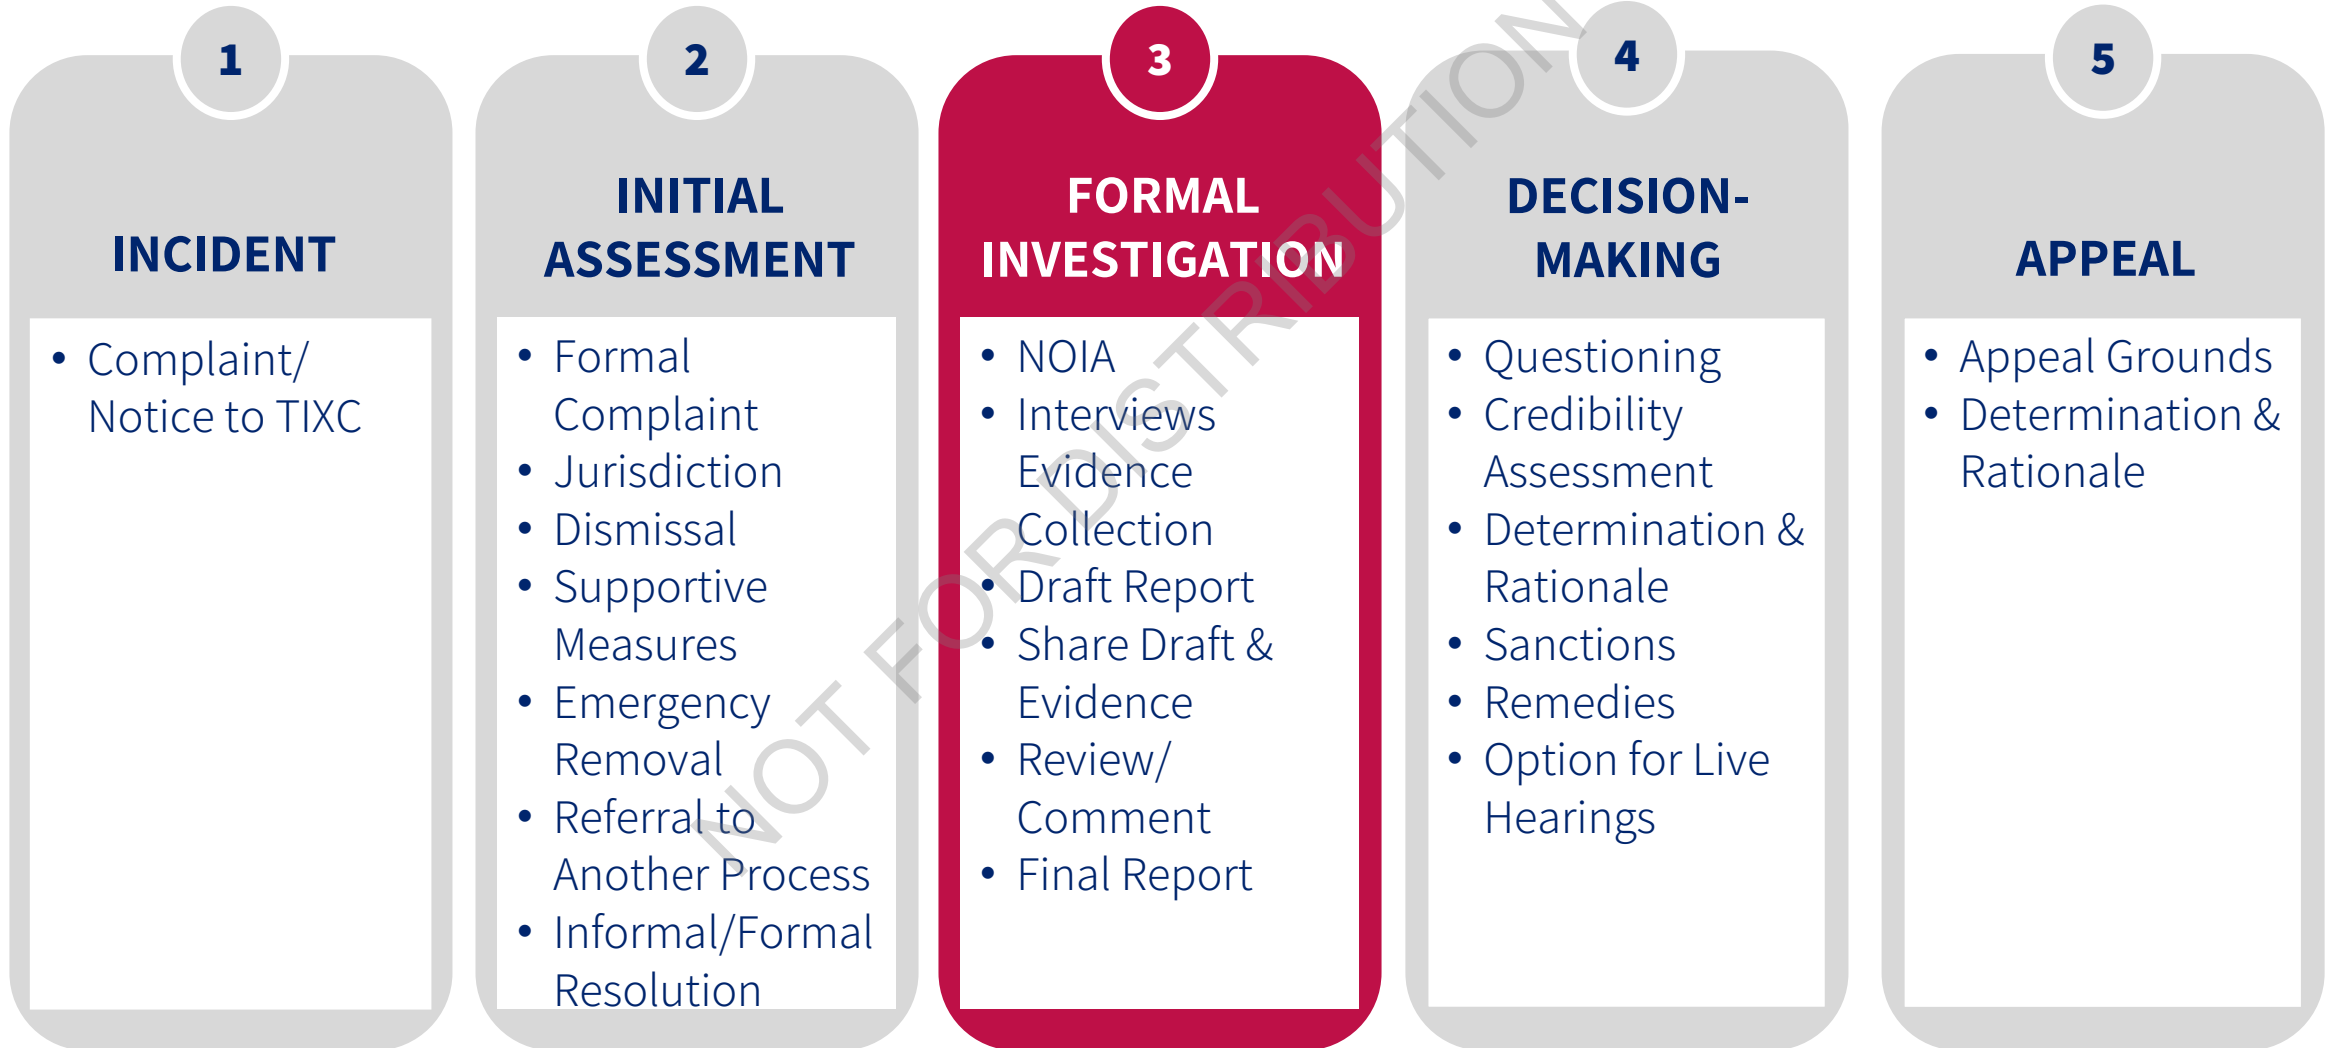 1
INCIDENT
• Complaint/
Notice to TIXC
2
INITIAL
ASSESSMENT
• Formal
Complaint
• Jurisdiction
• Dismissal
• Supportive
Measures
• Emergency
Removal
• Referral to
Another Process
• Informal/Formal
Resolution
3
FORMAL
INVESTIGATION
• NOIA
• Interviews
Evidence
Collection
• Draft Report
• Share Draft &
Evidence
• Review/
Comment
• Final Report
4
DECISION-
MAKING
• Questioning
• Credibility
Assessment
• Determination &
Rationale
• Sanctions
• Remedies
• Option for Live
Hearings
5
APPEAL
• Appeal Grounds
• Determination &
Rationale
NOT FOR DISTRIBUTION